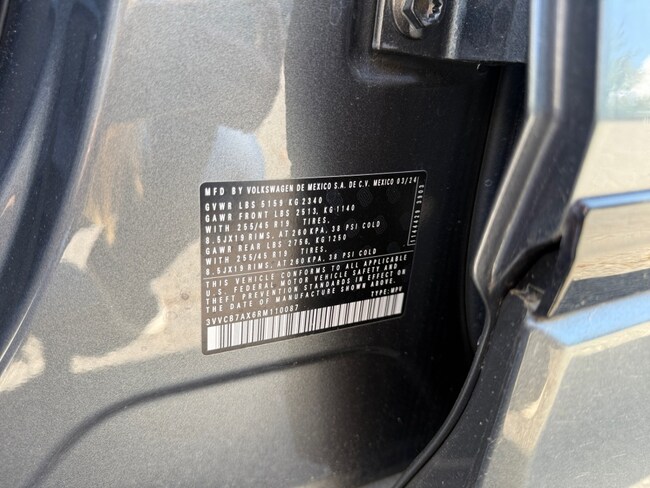 MFD BY VOLKSWAGEN DE MEXICO S.A. DE C.V. MEXICO 03/24
GVWR LBS 5159 KG 2340
GAWR FRONT LBS 2513, KG 1140
WITH 255/45 R19 TIRES.
8.5JX19 RIMS, AT 260 KPA, 38 PSI COLD
GAWR REAR LBS 2756, KG 1250
WITH 255/45 R19 TIRES.
8.5JX19 RIMS, AT 260 KPA, 38 PSI COLD
THIS VEHICLE CONFORMS TO ALL APPLICABLE
U.S. FEDERAL MOTOR VEHICLE SAFETY AND
THEFT PREVENTION STANDARDS IN EFFECT ON
THE DATE OF MANUFACTURE SHOWN ABOVE.
3VVCB7AX6RM110087 TYPE: MPV